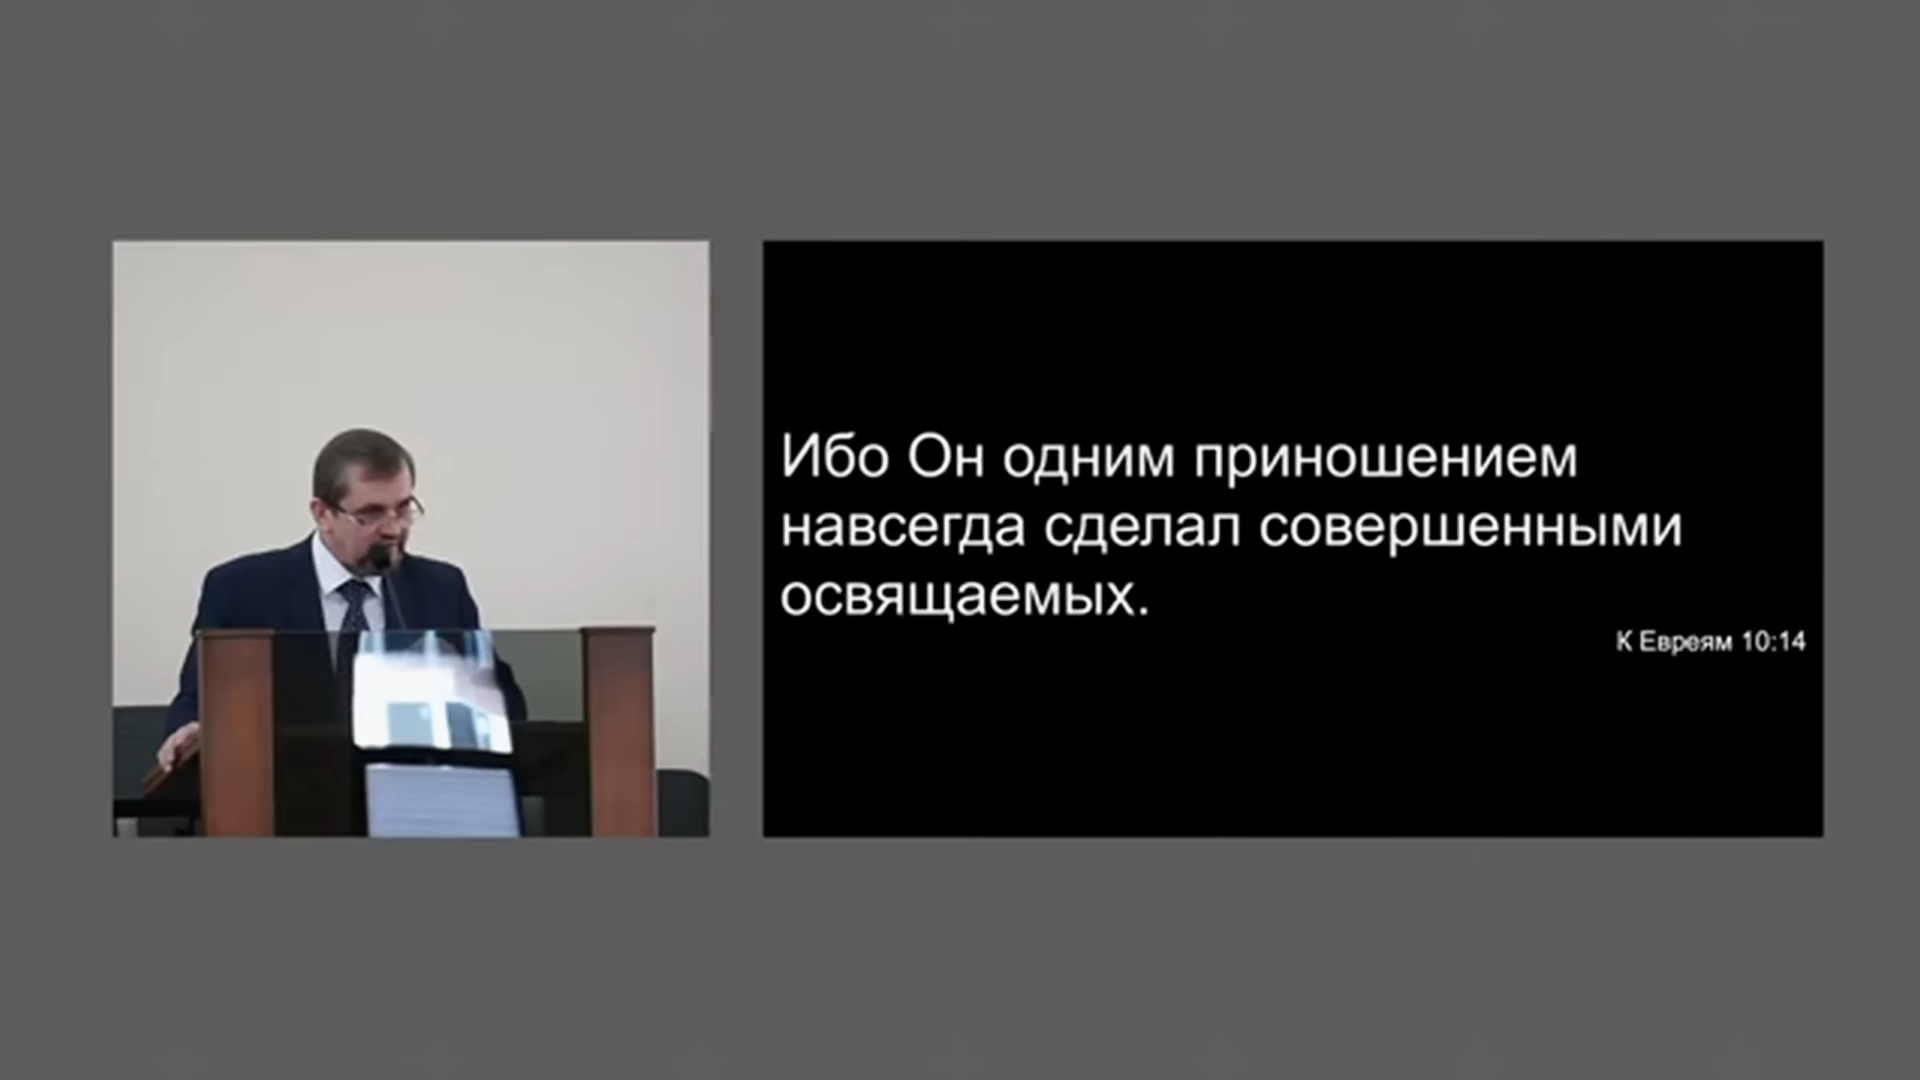 Ибо Он одним приношением
навсегда сделал совершенными
освящаемых.
К Евреям 10:14